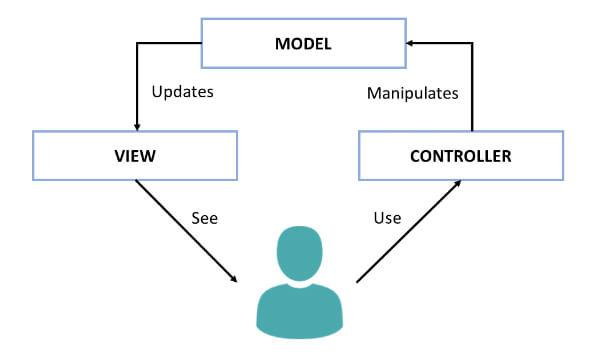 MODEL
Updates
Manipulates
VIEW
CONTROLLER
See
Use